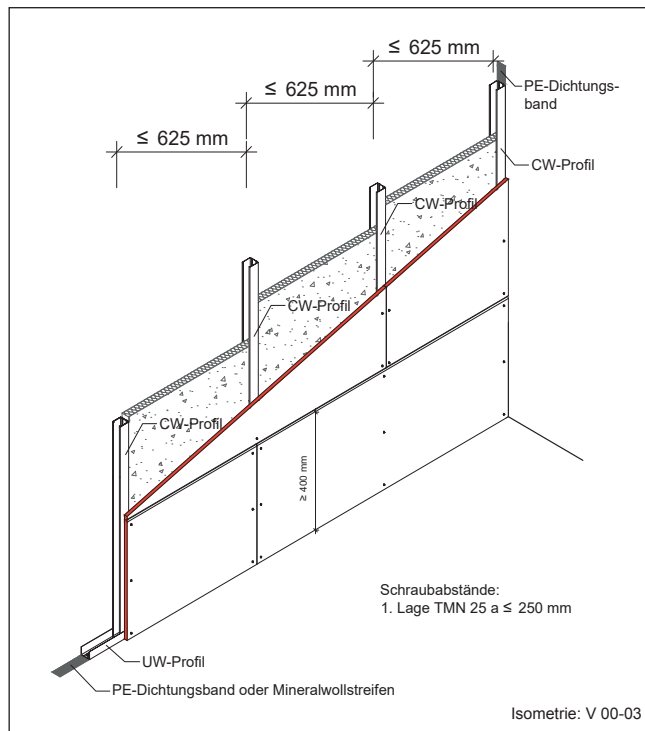 ≤ 625 mm
≤ 625 mm
≤ 625 mm
PE-Dichtungs-
band
CW-Profil
CW-Profil
CW-Profil
CW-Profil
≥ 400 mm
Schraubabstände:
1. Lage TMN 25 a ≤ 250 mm
UW-Profil
PE-Dichtungsband oder Mineralwollstreifen
Isometrie: V 00-03